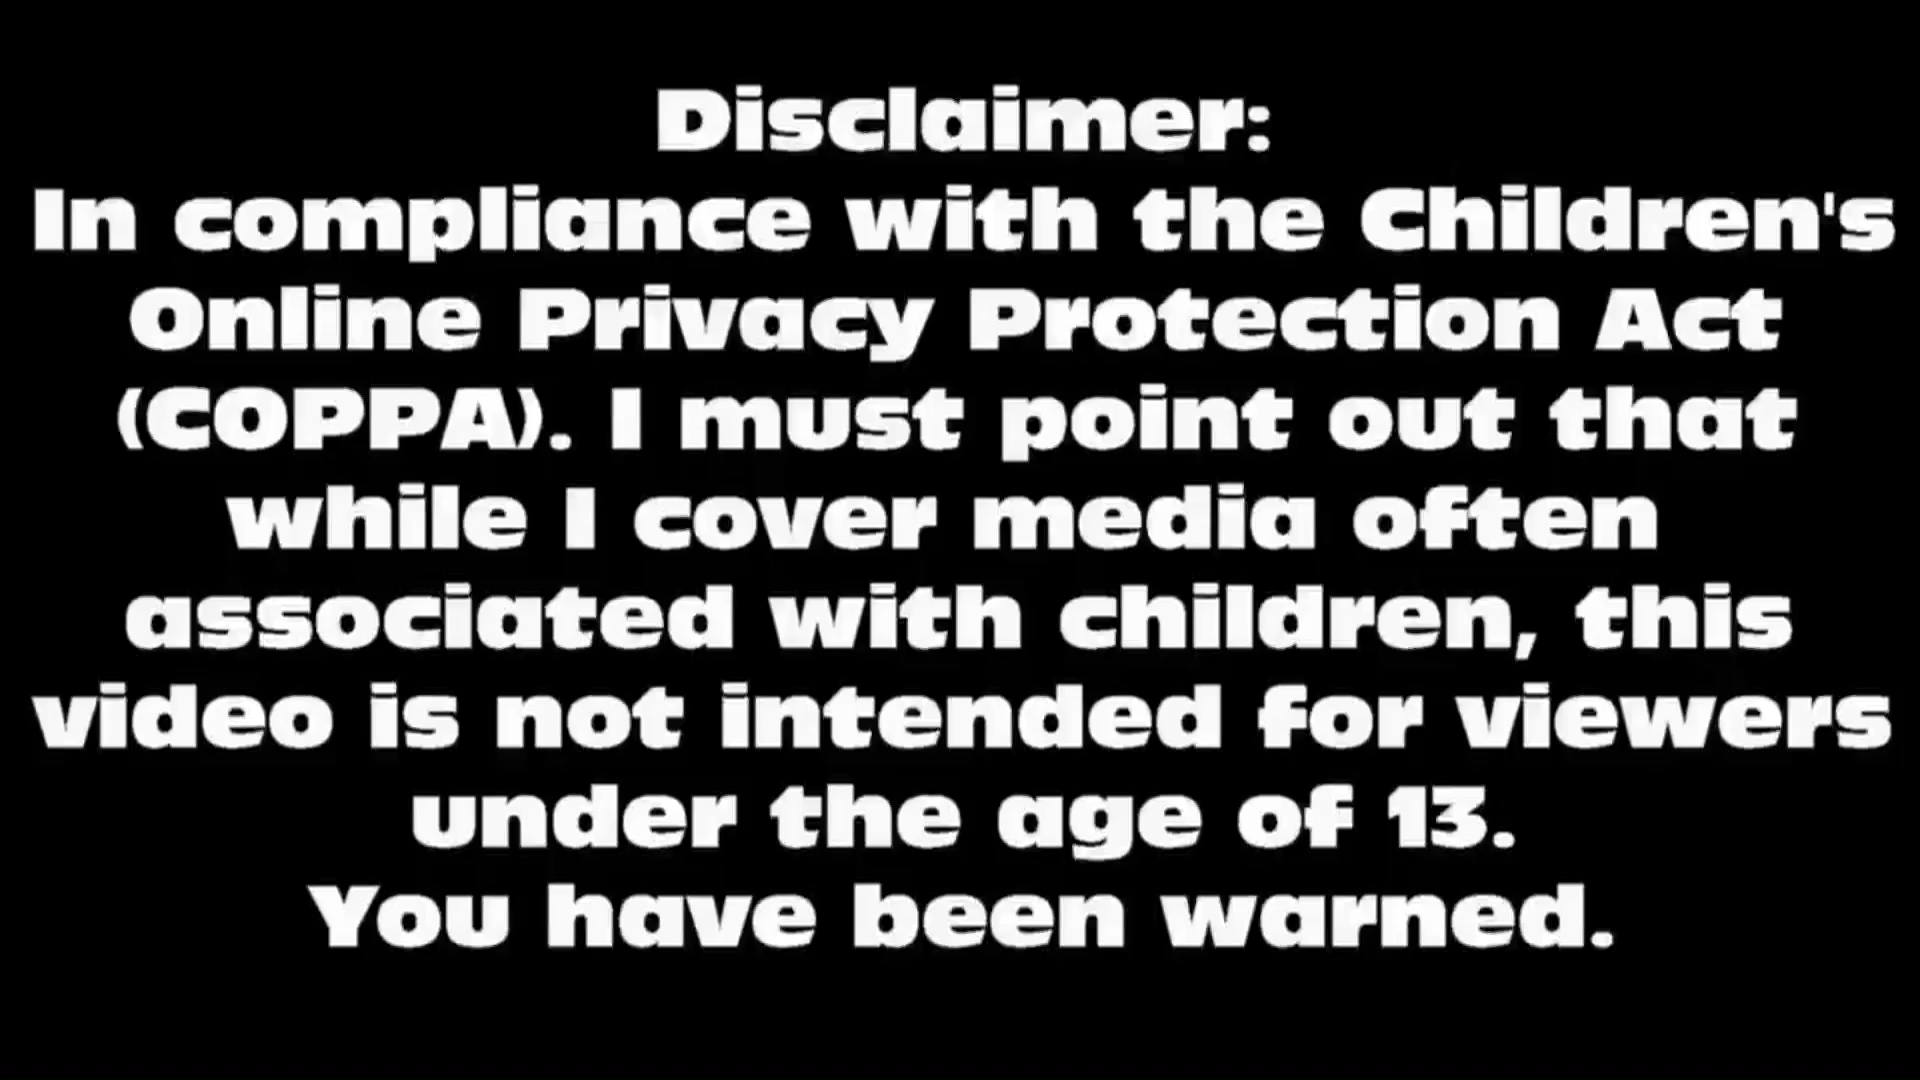 Disclaimer:
In compliance with the Children's
Online Privacy Protection Act
(COPPA). I must point out that
while I cover media often
associated with children, this
video is not intended for viewers
under the age of 13.
You have been warned.